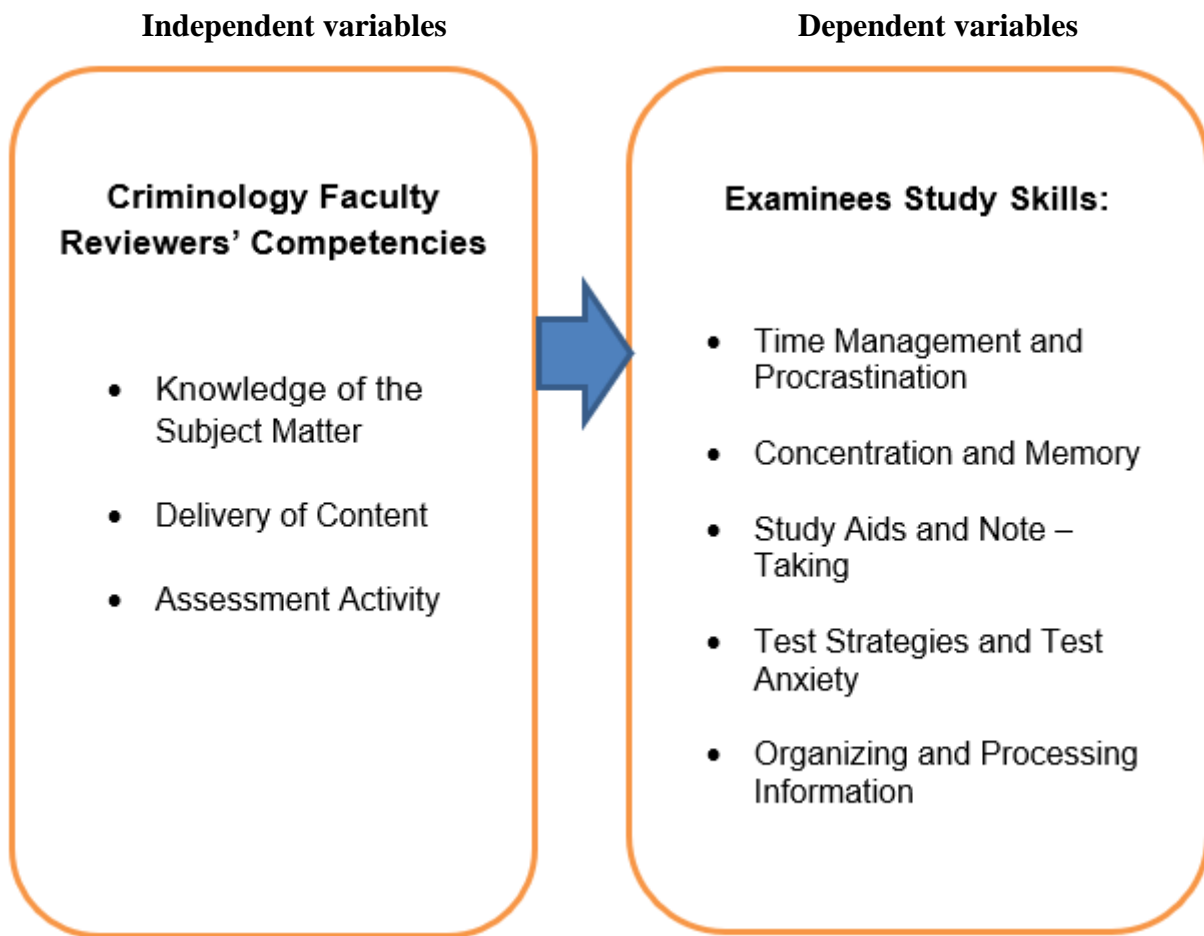 Independent variables
Dependent variables
Criminology Faculty
Reviewers’ Competencies
• Knowledge of the
Subject Matter
• Delivery of Content
• Assessment Activity
Examinees Study Skills:
• Time Management and
Procrastination
• Concentration and Memory
• Study Aids and Note –
Taking
• Test Strategies and Test
Anxiety
• Organizing and Processing
Information